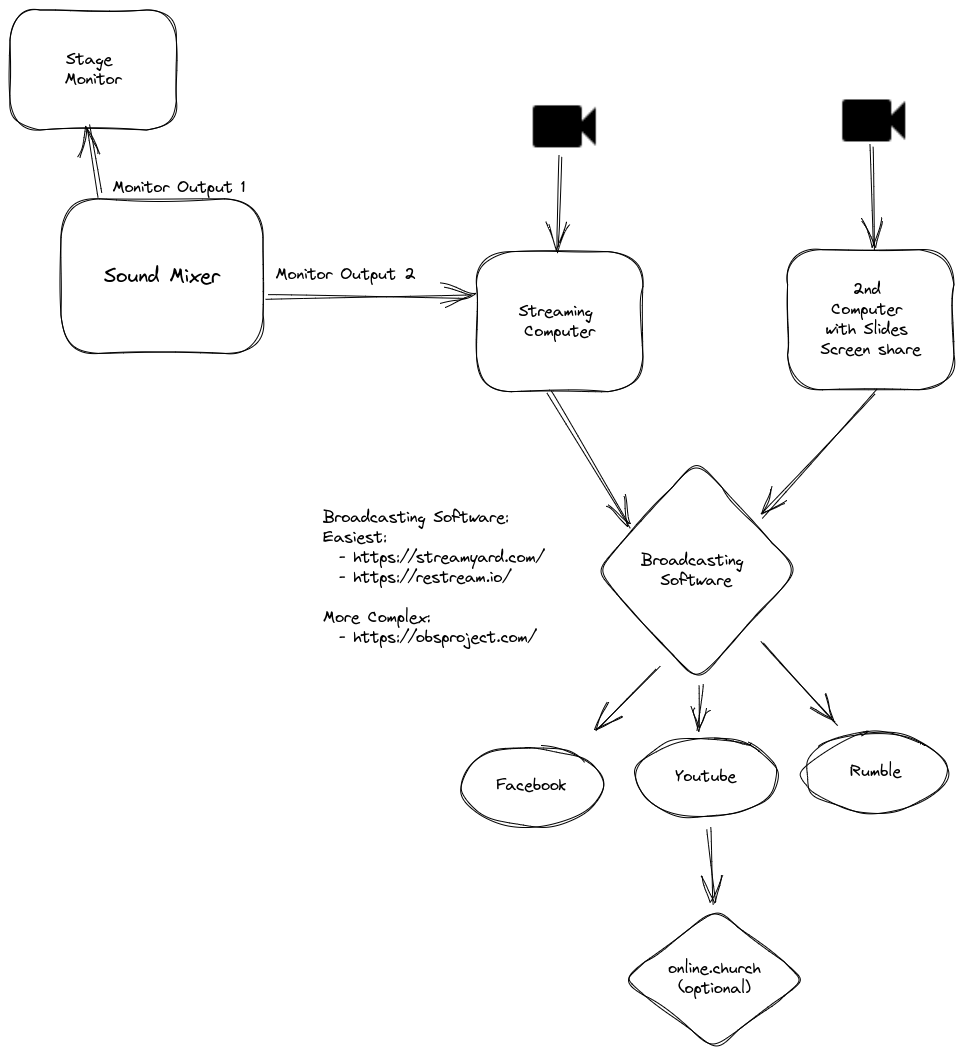 Stage
Monitor
Monitor Output 1
Sound Mixer
Monitor Output 2
Streaming
Computer
2nd
Computer
with Slides
Screen share
Broadcasting Software:
Easiest:
- https://streamyard.com/
- https://restream.io/
More Complex:
- https://obsproject.com/
Broadcasting
Software
Facebook
Youtube
Rumble
online.church
(optional)